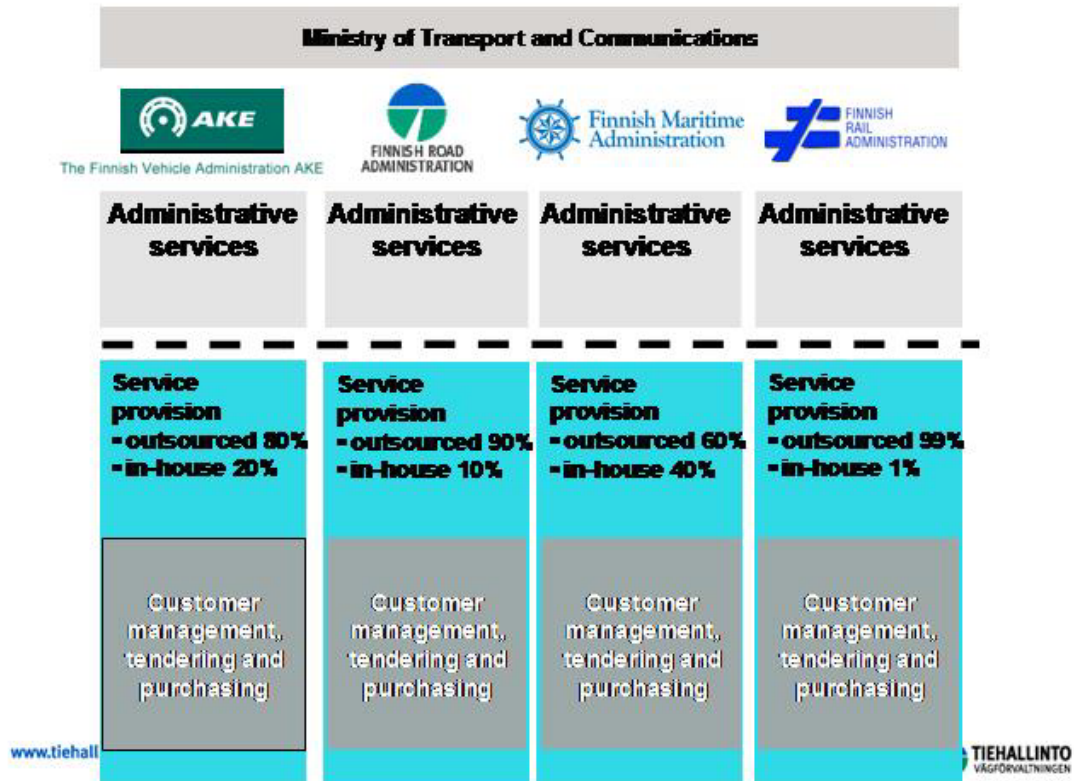 Ministry of Transport and Communications
AKE
The Finnish Vehicle Administration AKE
FINNISH ROAD
ADMINISTRATION
Finnish Maritime
Administration
FINNISH
RAIL
ADMINISTRATION
Administrative
services
Administrative
services
Administrative
services
Administrative
services
Service
provision
-outsourced 80%
-in-house 20%
Service
provision
-outsourced 90%
-in-house 10%
Service
provision
-outsourced 60%
-in-house 40%
Service
provision
-outsourced 99%
-in-house 1%
Customer
management,
tendering and
purchasing
Customer
management,
tendering and
purchasing
Customer
management,
tendering and
purchasing
Customer
management,
tendering and
purchasing
www.tiehall
TIEHALLINTO
VÄGFÖRVALTNINGEN